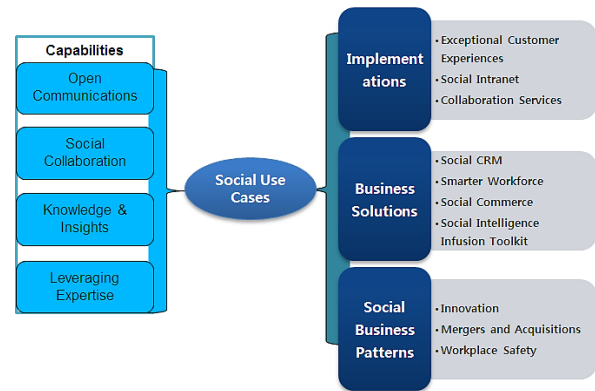 Capabilities
Open
Communications
Social
Collaboration
Knowledge &
Insights
Leveraging
Expertise
Social Use
Cases
Implement
ations
• Exceptional Customer
Experiences
• Social Intranet
• Collaboration Services
Business
Solutions
• Social CRM
• Smarter Workforce
• Social Commerce
• Social Intelligence
Infusion Toolkit
Social
Business
Patterns
• Innovation
• Mergers and Acquisitions
• Workplace Safety